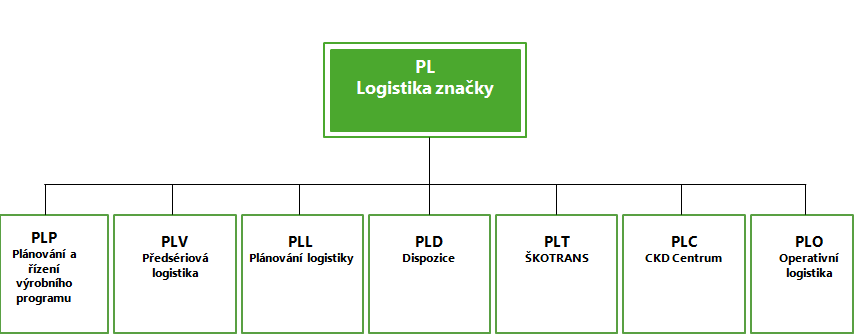 PL
Logistika značky
PLP
Plánování a
řízení
výrobního
programu
PLV
Předsériová
logistika
PLL
Plánování logistiky
PLD
Dispozice
PLT
ŠKOTRANS
PLC
CKD Centrum
PLO
Operativní
logistika